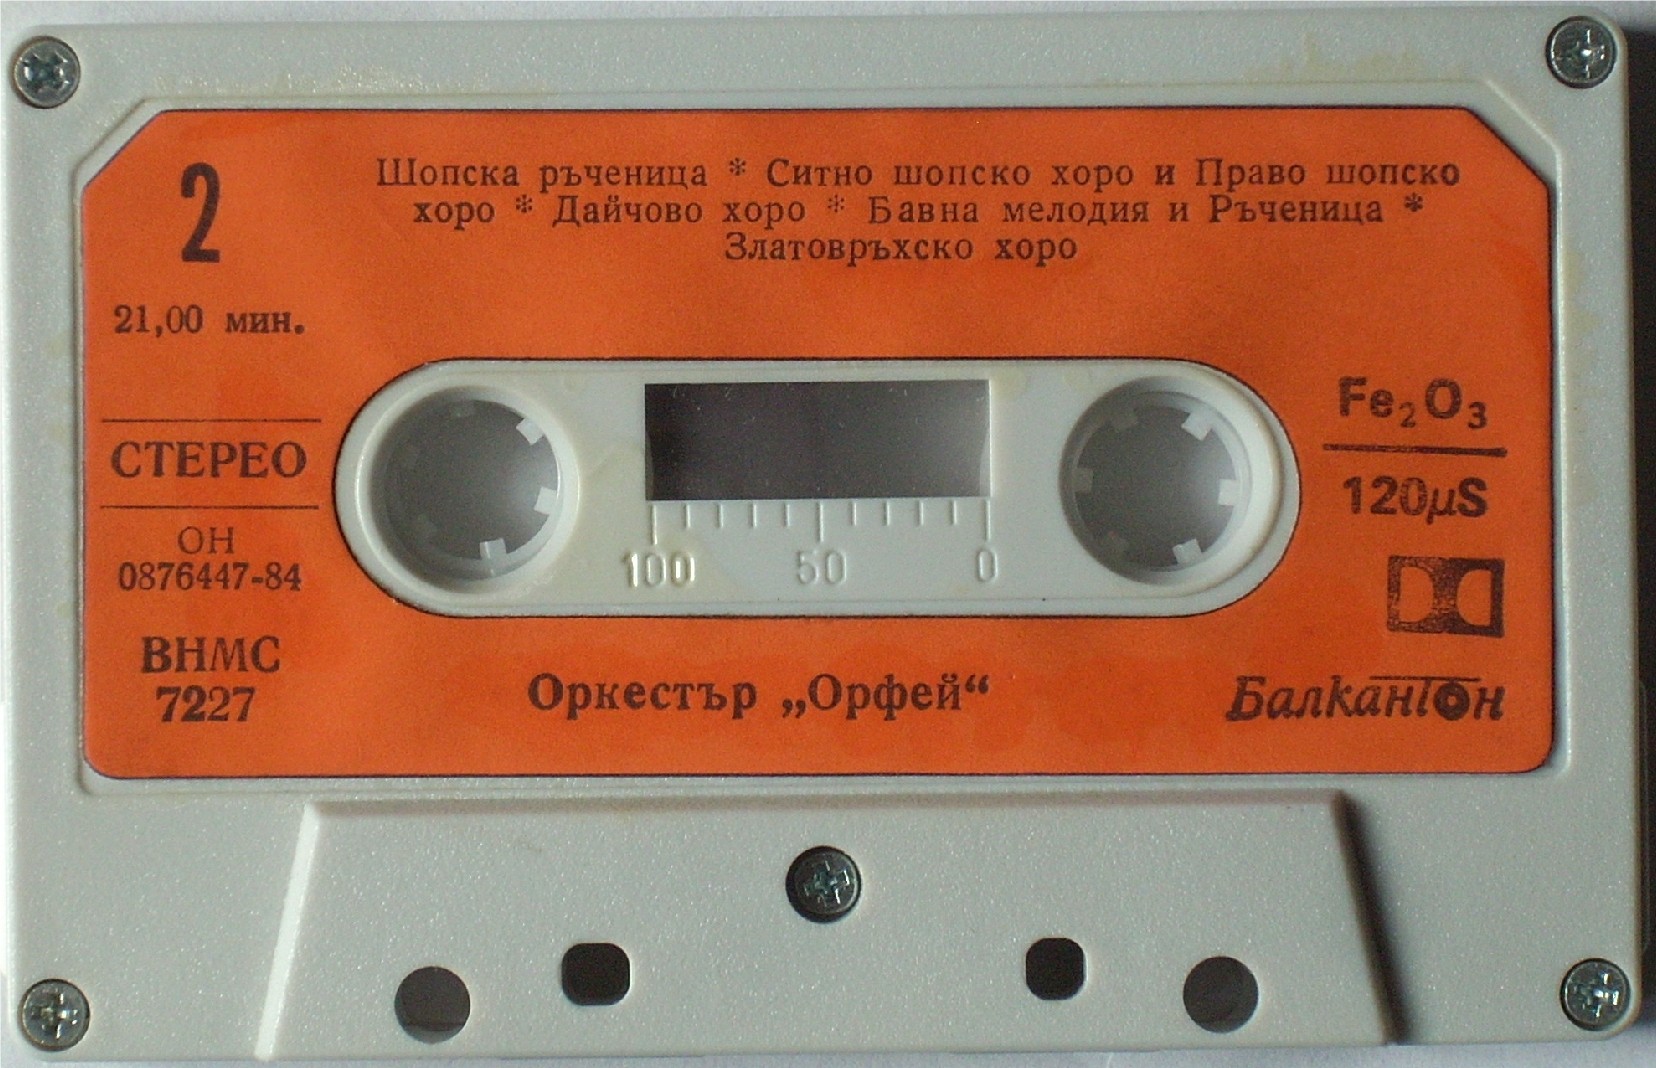 2
Шопска ръченица * Ситно шопско хоро и Право шопско
хоро * Дайчово хоро * Бавна мелодия и Ръченица *
Златовръхско хоро
21,00 мин.
СТЕРЕО
ОН
0876447-84
ВНМС
7227
100 50 0
Fe₂O₃
120µS
Оркестър „Орфей“
Балкантон